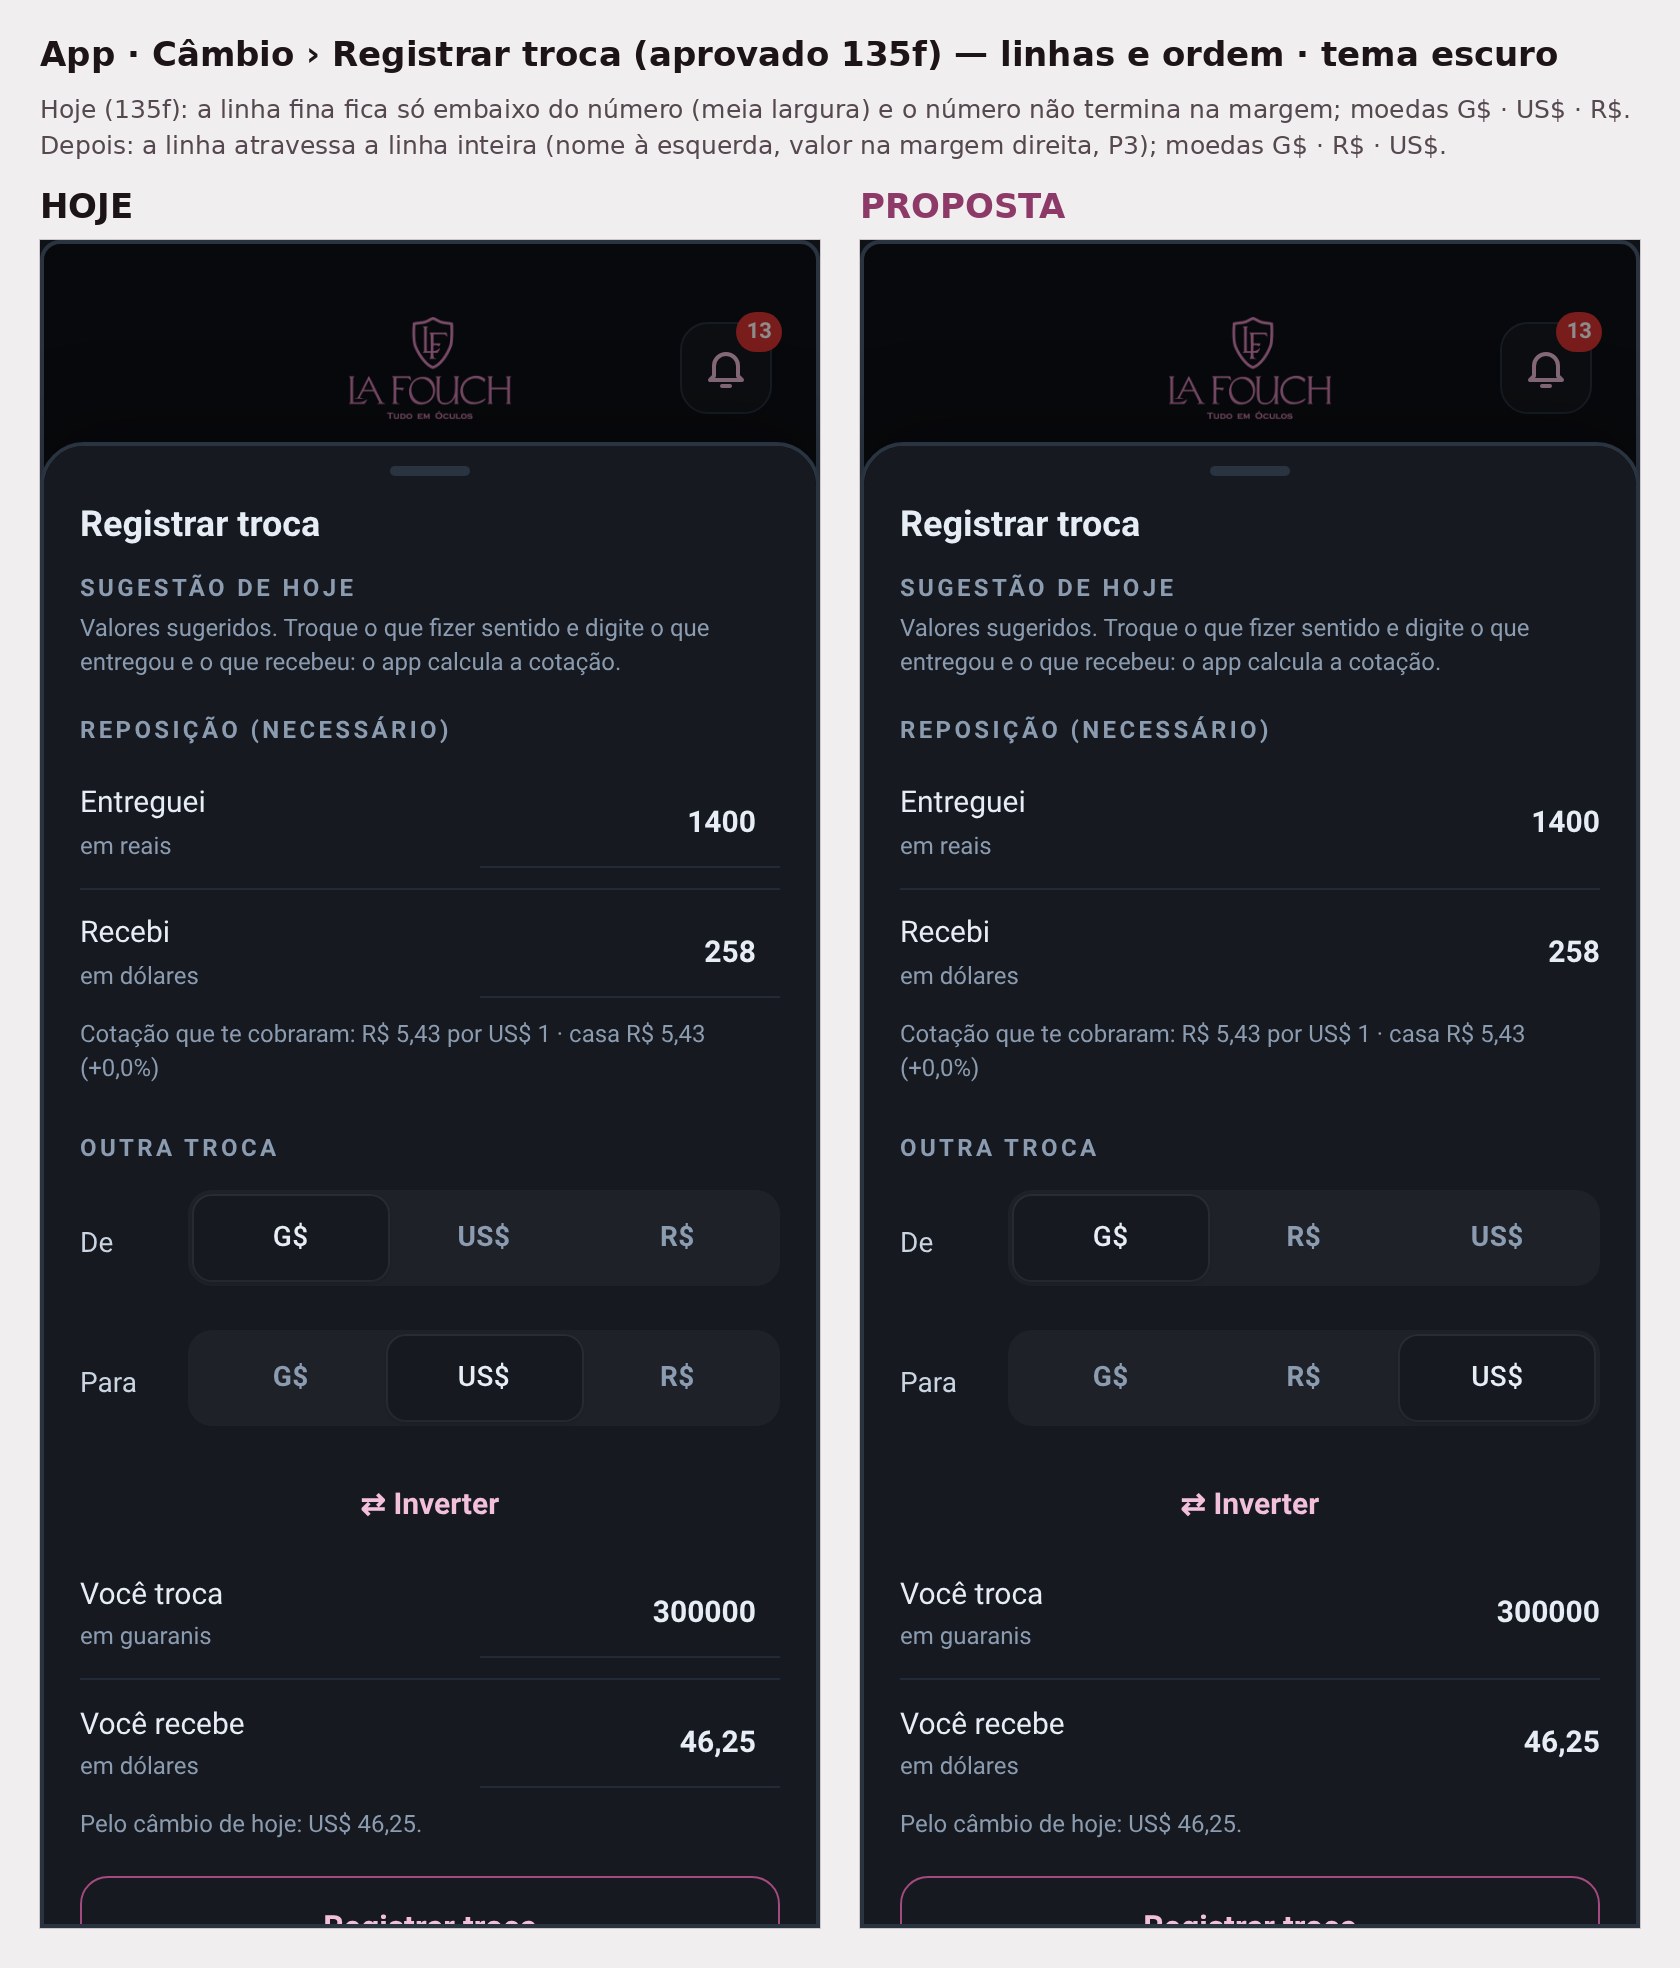 App · Câmbio › Registrar troca (aprovado 135f) — linhas e ordem · tema escuro
Hoje (135f): a linha fina fica só embaixo do número (meia largura) e o número não termina na margem; moedas G$ · US$ · R$.
Depois: a linha atravessa a linha inteira (nome à esquerda, valor na margem direita, P3); moedas G$ · R$ · US$.
HOJE
LF
LA FOUCH
TUDO EM ÓCULOS
13
Registrar troca
SUGESTÃO DE HOJE
Valores sugeridos. Troque o que fizer sentido e digite o que
entregou e o que recebeu: o app calcula a cotação.
REPOSIÇÃO (NECESSÁRIO)
Entreguei
em reais
1400
Recebi
em dólares
258
Cotação que te cobraram: R$ 5,43 por US$ 1 · casa R$ 5,43
(+0,0%)
OUTRA TROCA
De G$ US$ R$
Para G$ US$ R$
⇄ Inverter
Você troca
em guaranis
300000
Você recebe
em dólares
46,25
Pelo câmbio de hoje: US$ 46,25.
Registrar troca
PROPOSTA
LF
LA FOUCH
TUDO EM ÓCULOS
13
Registrar troca
SUGESTÃO DE HOJE
Valores sugeridos. Troque o que fizer sentido e digite o que
entregou e o que recebeu: o app calcula a cotação.
REPOSIÇÃO (NECESSÁRIO)
Entreguei
em reais
1400
Recebi
em dólares
258
Cotação que te cobraram: R$ 5,43 por US$ 1 · casa R$ 5,43
(+0,0%)
OUTRA TROCA
De G$ R$ US$
Para G$ R$ US$
⇄ Inverter
Você troca
em guaranis
300000
Você recebe
em dólares
46,25
Pelo câmbio de hoje: US$ 46,25.
Registrar troca